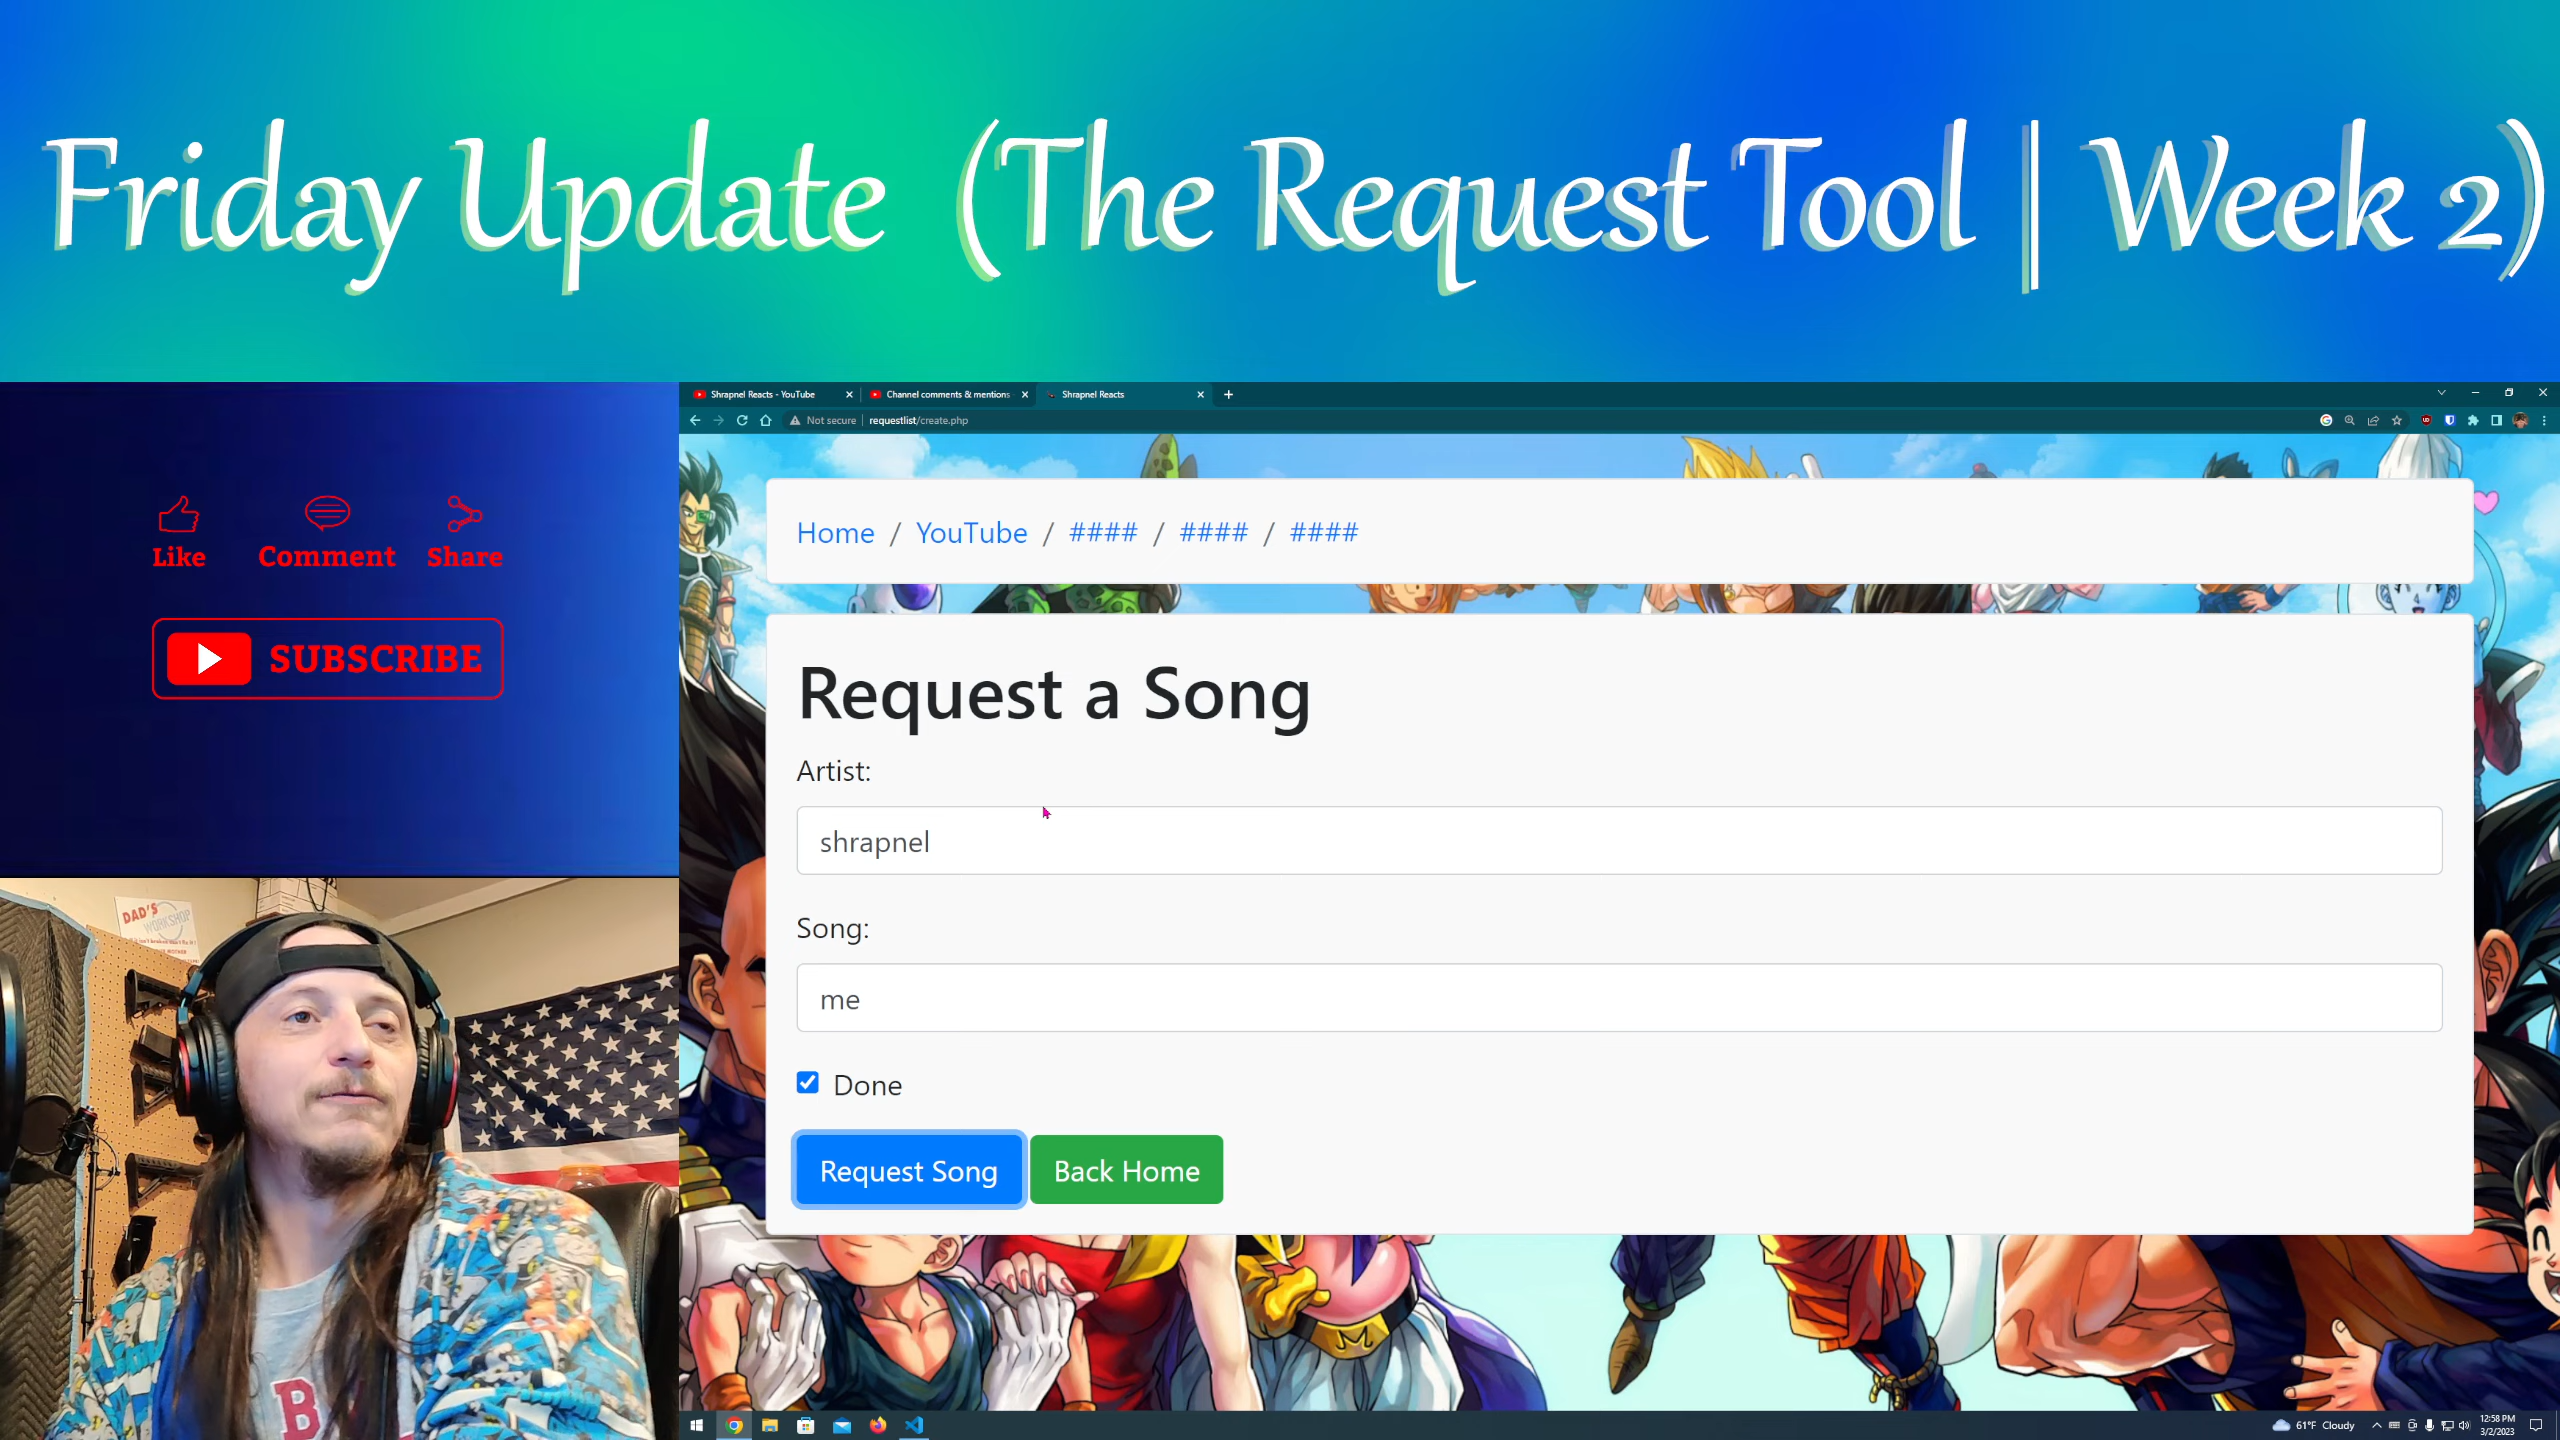 Friday Update (The Request Tool | Week 2)
Shrapnel Reacts - YouTube
Channel comments & mentions
Shrapnel Reacts
Not secure
requestlist/create.php
Home / YouTube / #### / #### / ####
Request a Song
Artist:
shrapnel
Song:
me
Done
Request Song
Back Home
Like
Comment
Share
SUBSCRIBE
DAD'S
WORKSHOP
B
M
61°F Cloudy
12:58 PM
3/2/2023